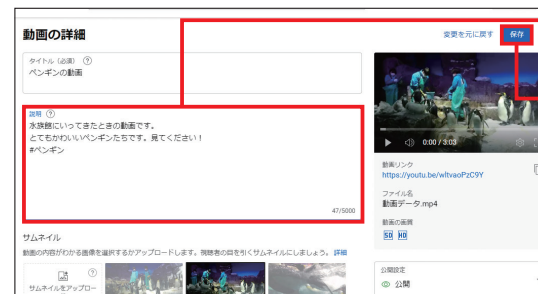 動画の詳細
変更を元に戻す
保存
タイトル (必須)
ペンギンの動画
説明
水族館にいってきたときの動画です。
とてもかわいいペンギンたちです。見てください！
#ペンギン
47/5000
0:00 / 3:03
動画リンク
https://youtu.be/wItvaoPzC9Y
ファイル名
動画データ.mp4
動画の画質
SD HD
サムネイル
動画の内容がわかる画像を選択するかアップロードします。視聴者の目を引くサムネイルにしましょう。 詳細
サムネイルをアップロー
公開設定
公開